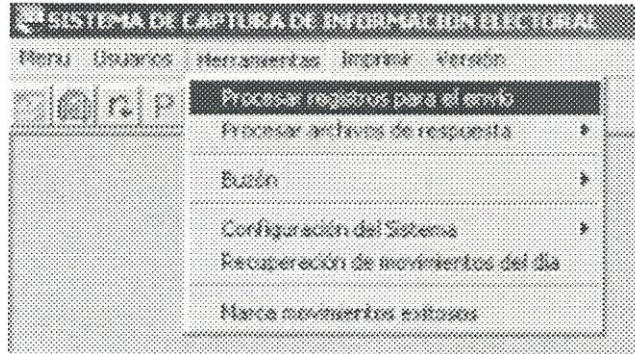 SISTEMA DE CAPTURA DE INFORMACION ELECTORAL
Menu Usuarios Herramientas Imprimir Versión
P
Procesar registros para el envío
Procesar archivos de respuesta
Buzón
Configuración del Sistema
Recuperación de movimientos del día
Marca movimientos exitosos